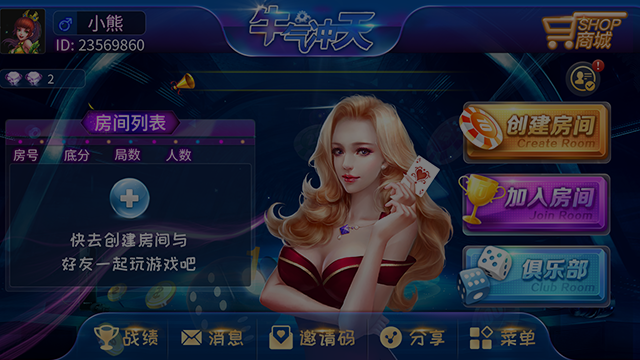 小熊
ID: 23569860
牛气冲天
SHOP
商城
2
房间列表
房号 底分 局数 人数
快去创建房间与
好友一起玩游戏吧
创建房间
Create Room
加入房间
Join Room
俱乐部
Club Room
战绩 消息 邀请码 分享 菜单